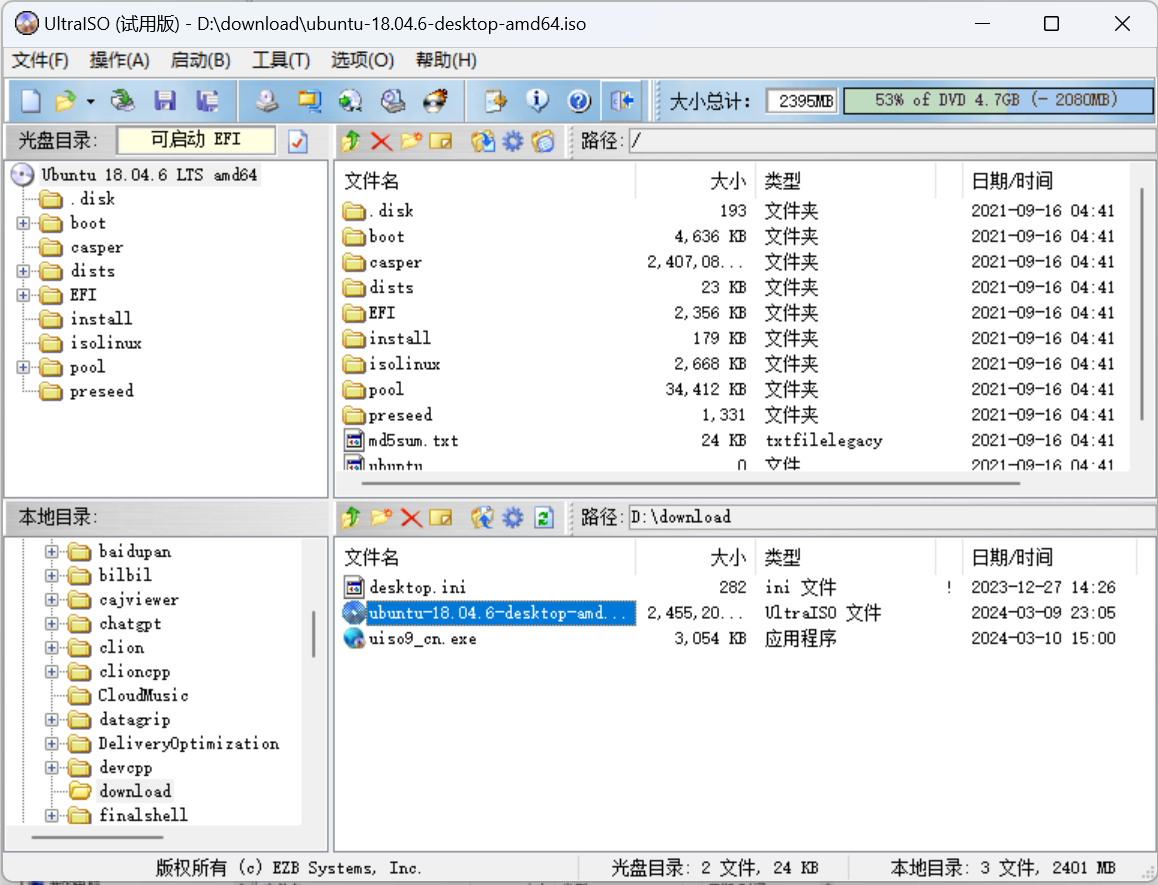 UltraISO (试用版) - D:\download\ubuntu-18.04.6-desktop-amd64.iso
文件(F) 操作(A) 启动(B) 工具(T) 选项(O) 帮助(H)
大小总计: 2395MB 53% of DVD 4.7GB (- 2080MB)
光盘目录: 可启动 EFI 路径: /
Ubuntu 18.04.6 LTS amd64
.disk
boot
casper
dists
EFI
install
isolinux
pool
preseed
文件名 大小 类型 日期/时间
.disk 193 文件夹 2021-09-16 04:41
boot 4,636 KB 文件夹 2021-09-16 04:41
casper 2,407,08... 文件夹 2021-09-16 04:41
dists 23 KB 文件夹 2021-09-16 04:41
EFI 2,356 KB 文件夹 2021-09-16 04:41
install 179 KB 文件夹 2021-09-16 04:41
isolinux 2,668 KB 文件夹 2021-09-16 04:41
pool 34,412 KB 文件夹 2021-09-16 04:41
preseed 1,331 文件夹 2021-09-16 04:41
md5sum.txt 24 KB txtfilelegacy 2021-09-16 04:41
ubuntu 0 文件 2021-09-16 04:41
本地目录: 路径: D:\download
baidupan
bilbil
cajviewer
chatgpt
clion
clioncpp
CloudMusic
datagrip
DeliveryOptimization
devcpp
download
finalshell
文件名 大小 类型 日期/时间
desktop.ini 282 ini 文件 ! 2023-12-27 14:26
ubuntu-18.04.6-desktop-amd... 2,455,20... UltraISO 文件 2024-03-09 23:05
uiso9_cn.exe 3,054 KB 应用程序 2024-03-10 15:00
版权所有 (c) EZB Systems, Inc. 光盘目录: 2 文件, 24 KB 本地目录: 3 文件, 2401 MB